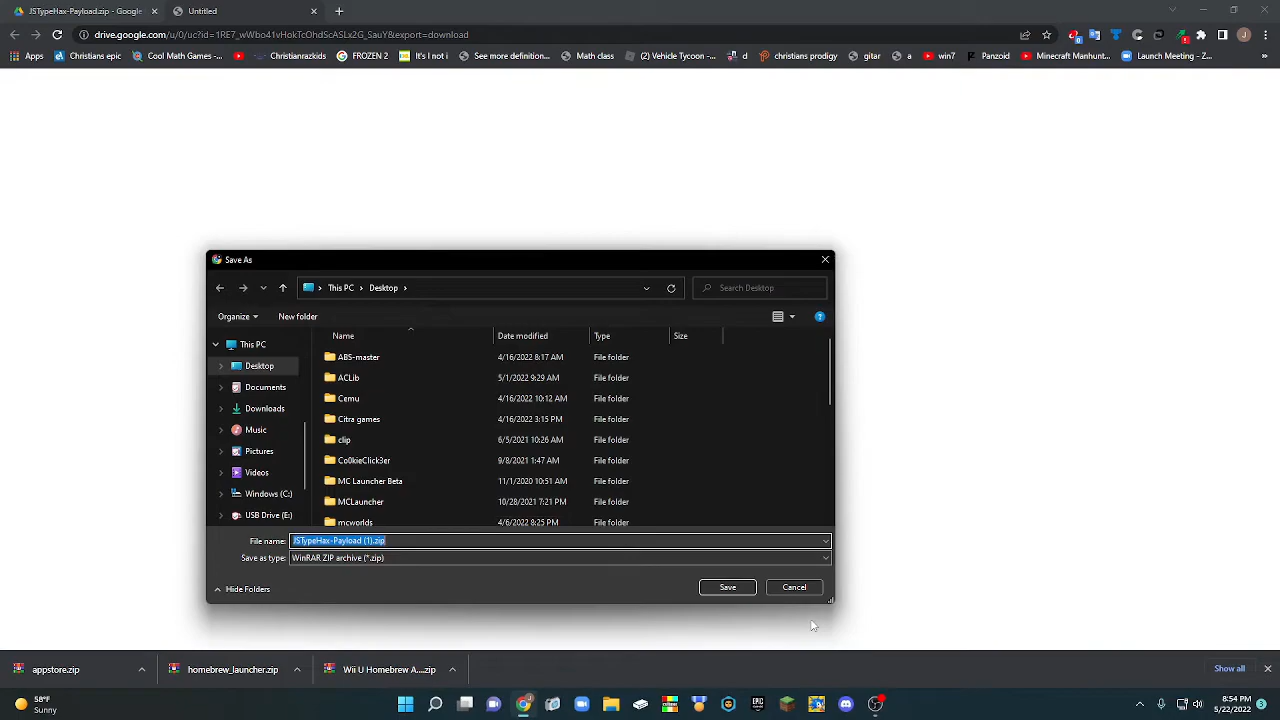 JSTypeHax-Payload.zip - Google D
Untitled
drive.google.com/u/0/uc?id=1RE7_wWbo41vHokTcOhdScASLx2G_SauY&export=download
Apps Christians epic Cool Math Games -... Christianrazkids FROZEN 2 It's I not i See more definition... Math class (2) Vehicle Tycoon -... d christians prodigy gitar a win7 Panzoid Minecraft Manhunt... Launch Meeting - Z... »
Save As
This PC > Desktop >
Search Desktop
Organize New folder
Name Date modified Type Size
This PC
Desktop
Documents
Downloads
Music
Pictures
Videos
Windows (C:)
USB Drive (E:)
ABS-master 4/16/2022 8:17 AM File folder
ACLib 5/1/2022 9:29 AM File folder
Cemu 4/16/2022 10:12 AM File folder
Citra games 4/16/2022 3:15 PM File folder
clip 6/5/2021 10:26 AM File folder
Co0kieClick3er 9/8/2021 1:47 AM File folder
MC Launcher Beta 11/1/2020 10:51 AM File folder
MCLauncher 10/28/2021 7:21 PM File folder
mcworlds 4/6/2022 8:25 PM File folder
File name: JSTypeHax-Payload (1).zip
Save as type: WinRAR ZIP archive (*.zip)
Hide Folders
Save Cancel
appstore.zip homebrew_launcher.zip Wii U Homebrew A....zip Show all
58°F
Sunny
8:54 PM
5/22/2022
3